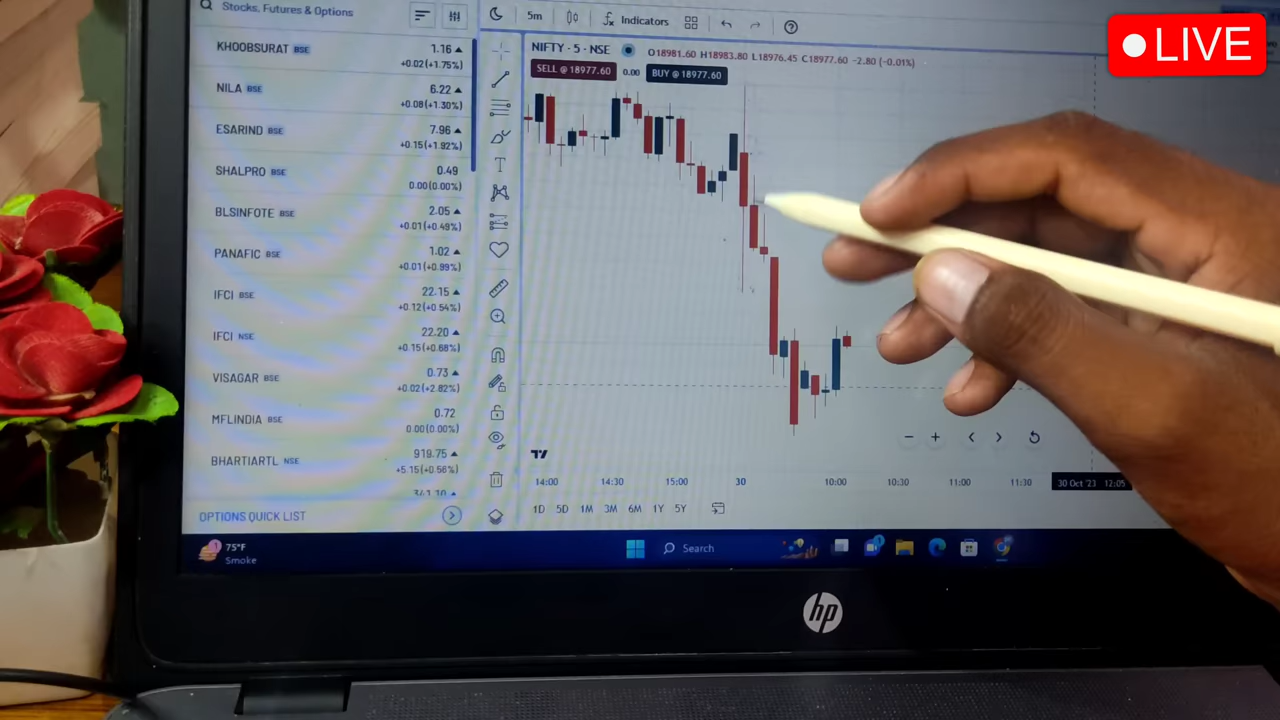 LIVE
Stocks, Futures & Options
5m
Indicators
KHOOBSURAT BSE 1.16
+0.02(+1.75%)
NILA BSE 6.22
+0.08(+1.30%)
ESARIND BSE 7.96
+0.15(+1.92%)
SHALPRO BSE 0.49
0.00(0.00%)
BLSINFOTE BSE 2.05
+0.01(+0.49%)
PANAFIC BSE 1.02
+0.01(+0.99%)
IFCI BSE 22.15
+0.12(+0.54%)
IFCI NSE 22.20
+0.15(+0.68%)
VISAGAR BSE 0.73
+0.02(+2.82%)
MFLINDIA BSE 0.72
0.00(0.00%)
BHARTIARTL NSE 919.75
+5.15(+0.56%)
OPTIONS QUICK LIST
NIFTY · 5 · NSE O18981.60 H18983.80 L18976.45 C18977.60 -2.80 (-0.01%)
SELL @ 18977.60 0.00 BUY @ 18977.60
14:00 14:30 15:00 30 10:00 10:30 11:00 11:30 30 Oct '23 12:05
1D 5D 1M 3M 6M 1Y 5Y
75°F
Smoke
Search
hp